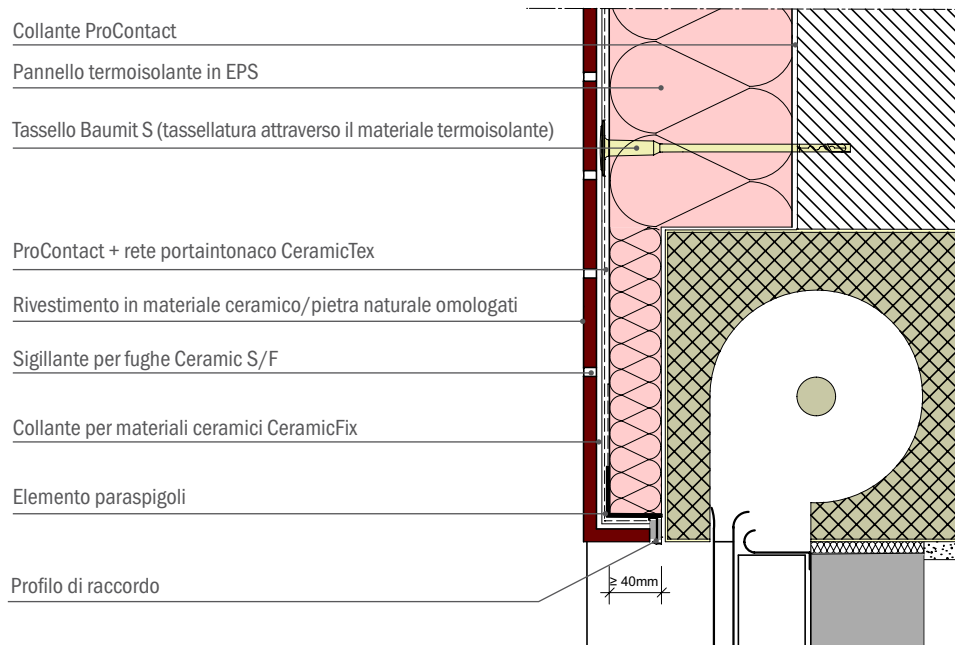 Collante ProContact
Pannello termoisolante in EPS
Tassello Baumit S (tassellatura attraverso il materiale termoisolante)
ProContact + rete portaintonaco CeramicTex
Rivestimento in materiale ceramico/pietra naturale omologati
Sigillante per fughe Ceramic S/F
Collante per materiali ceramici CeramicFix
Elemento paraspigoli
Profilo di raccordo
≥ 40mm